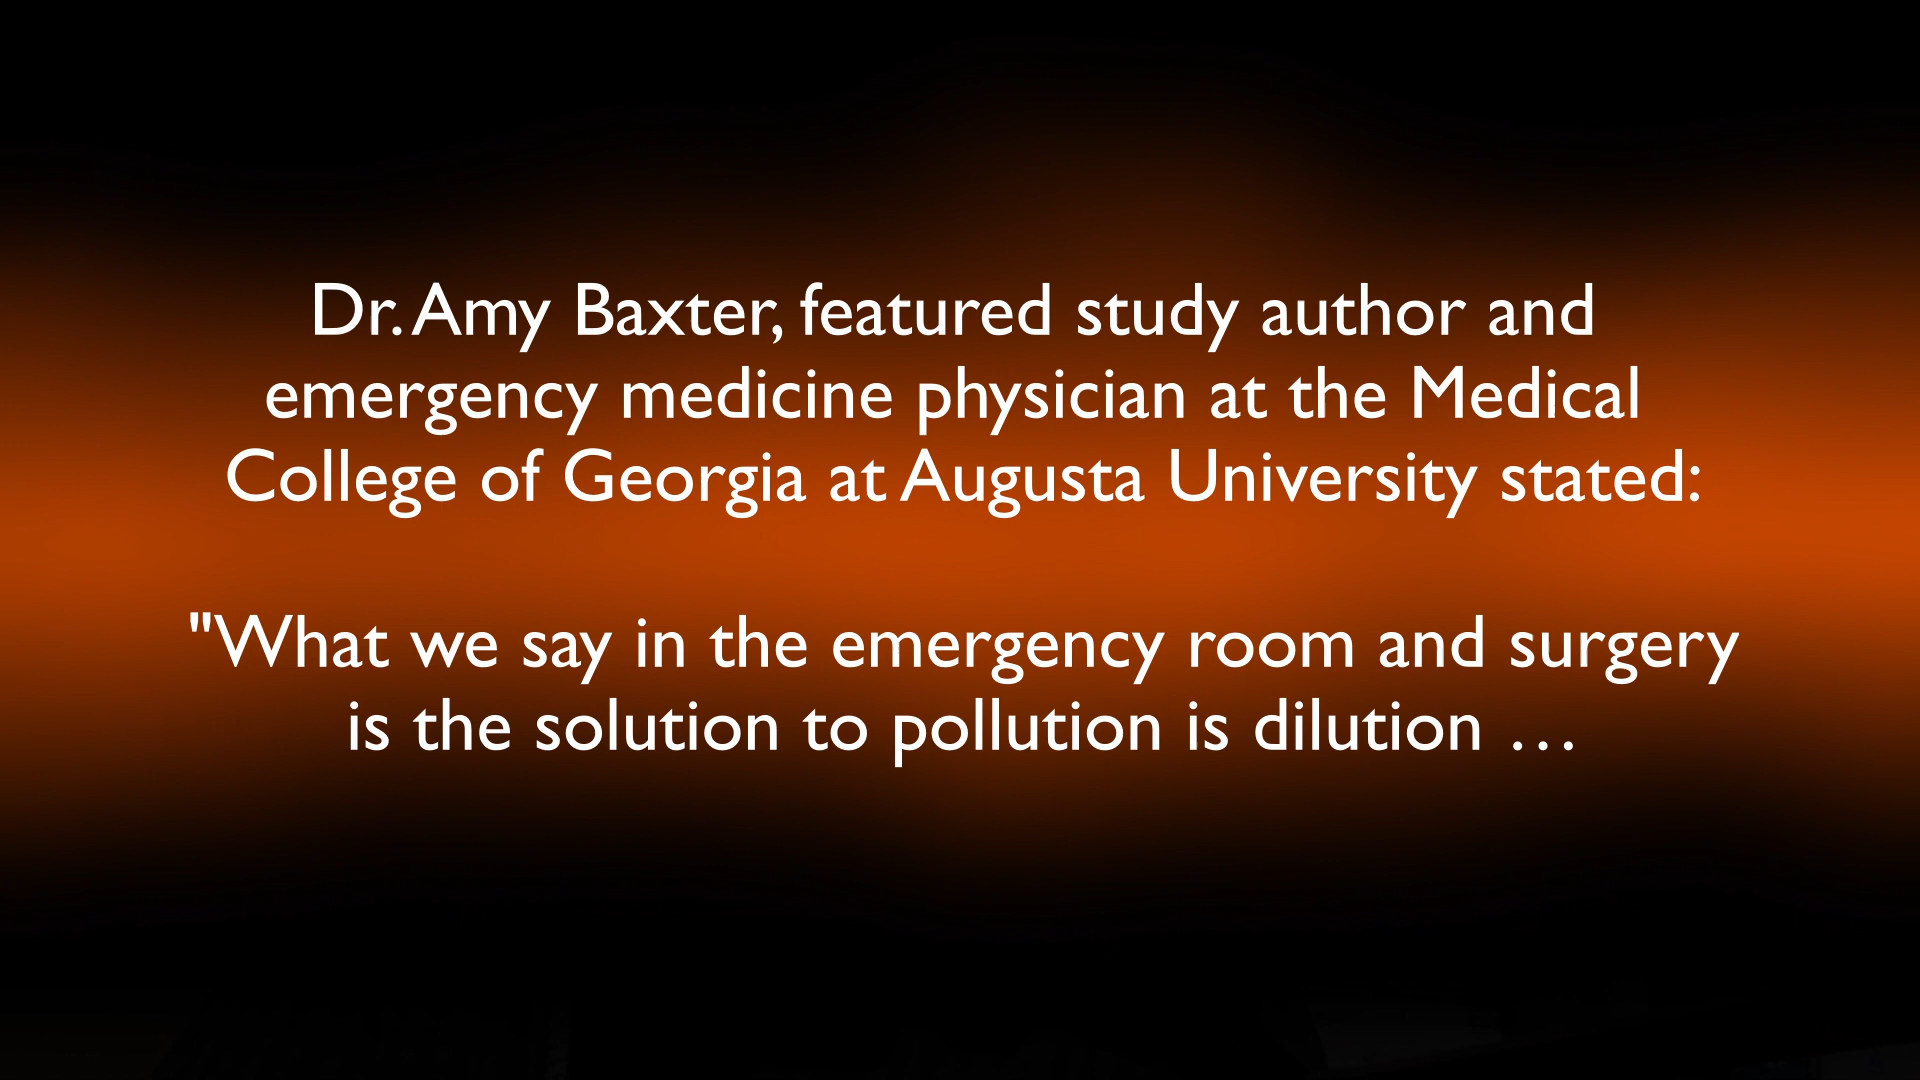 Dr. Amy Baxter, featured study author and
emergency medicine physician at the Medical
College of Georgia at Augusta University stated:
"What we say in the emergency room and surgery
is the solution to pollution is dilution …